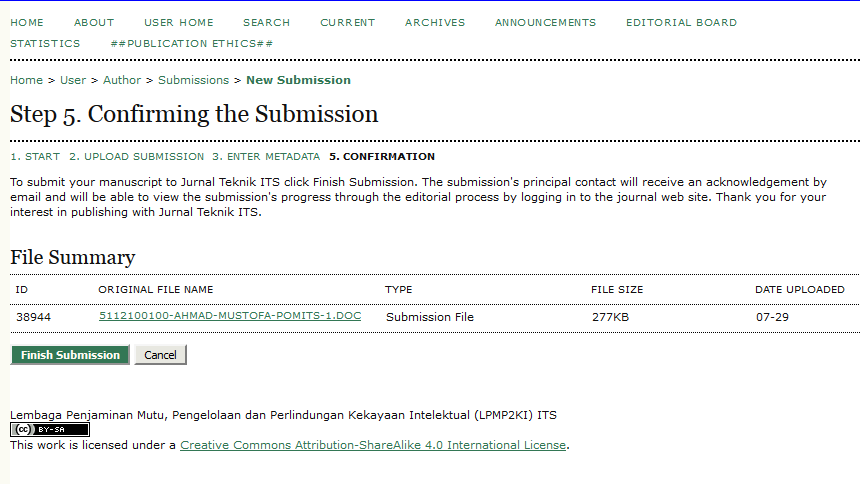 HOME ABOUT USER HOME SEARCH CURRENT ARCHIVES ANNOUNCEMENTS EDITORIAL BOARD
STATISTICS ##PUBLICATION ETHICS##
Home > User > Author > Submissions > New Submission
Step 5. Confirming the Submission
1. START 2. UPLOAD SUBMISSION 3. ENTER METADATA 5. CONFIRMATION
To submit your manuscript to Jurnal Teknik ITS click Finish Submission. The submission's principal contact will receive an acknowledgement by
email and will be able to view the submission's progress through the editorial process by logging in to the journal web site. Thank you for your
interest in publishing with Jurnal Teknik ITS.
File Summary
ID ORIGINAL FILE NAME TYPE FILE SIZE DATE UPLOADED
38944 5112100100-AHMAD-MUSTOFA-POMITS-1.DOC Submission File 277KB 07-29
Finish Submission Cancel
Lembaga Penjaminan Mutu, Pengelolaan dan Perlindungan Kekayaan Intelektual (LPMP2KI) ITS
cc BY-SA
This work is licensed under a Creative Commons Attribution-ShareAlike 4.0 International License.